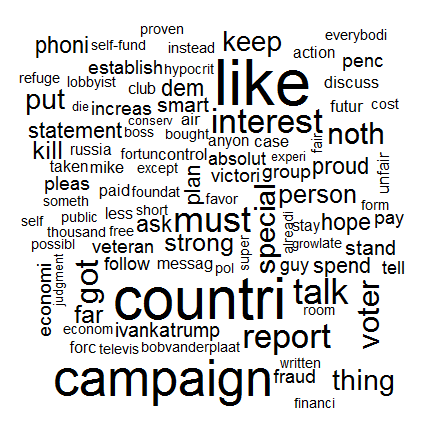 proven
everybodi
phoni self-fund instead keep action
refuge lobbyist establish hypocrit like penc
put die increas club dem smart discuss
conserv air futur cost
statement boss bought interest noth
kill russia fortun control anyon case fair
taken mike except absolut experi proud unfair
pleas paid foundat plan victori group
someth favor special person form
self public less short must already stay hope pay
possibl thousand free ask
veteran strong super growlate stand
economi judgment got follow messag pol guy spend tell
far countri talk room voter
econom ivankatrump report
forc televis bobvanderplaat
campaign written
fraud thing
financi